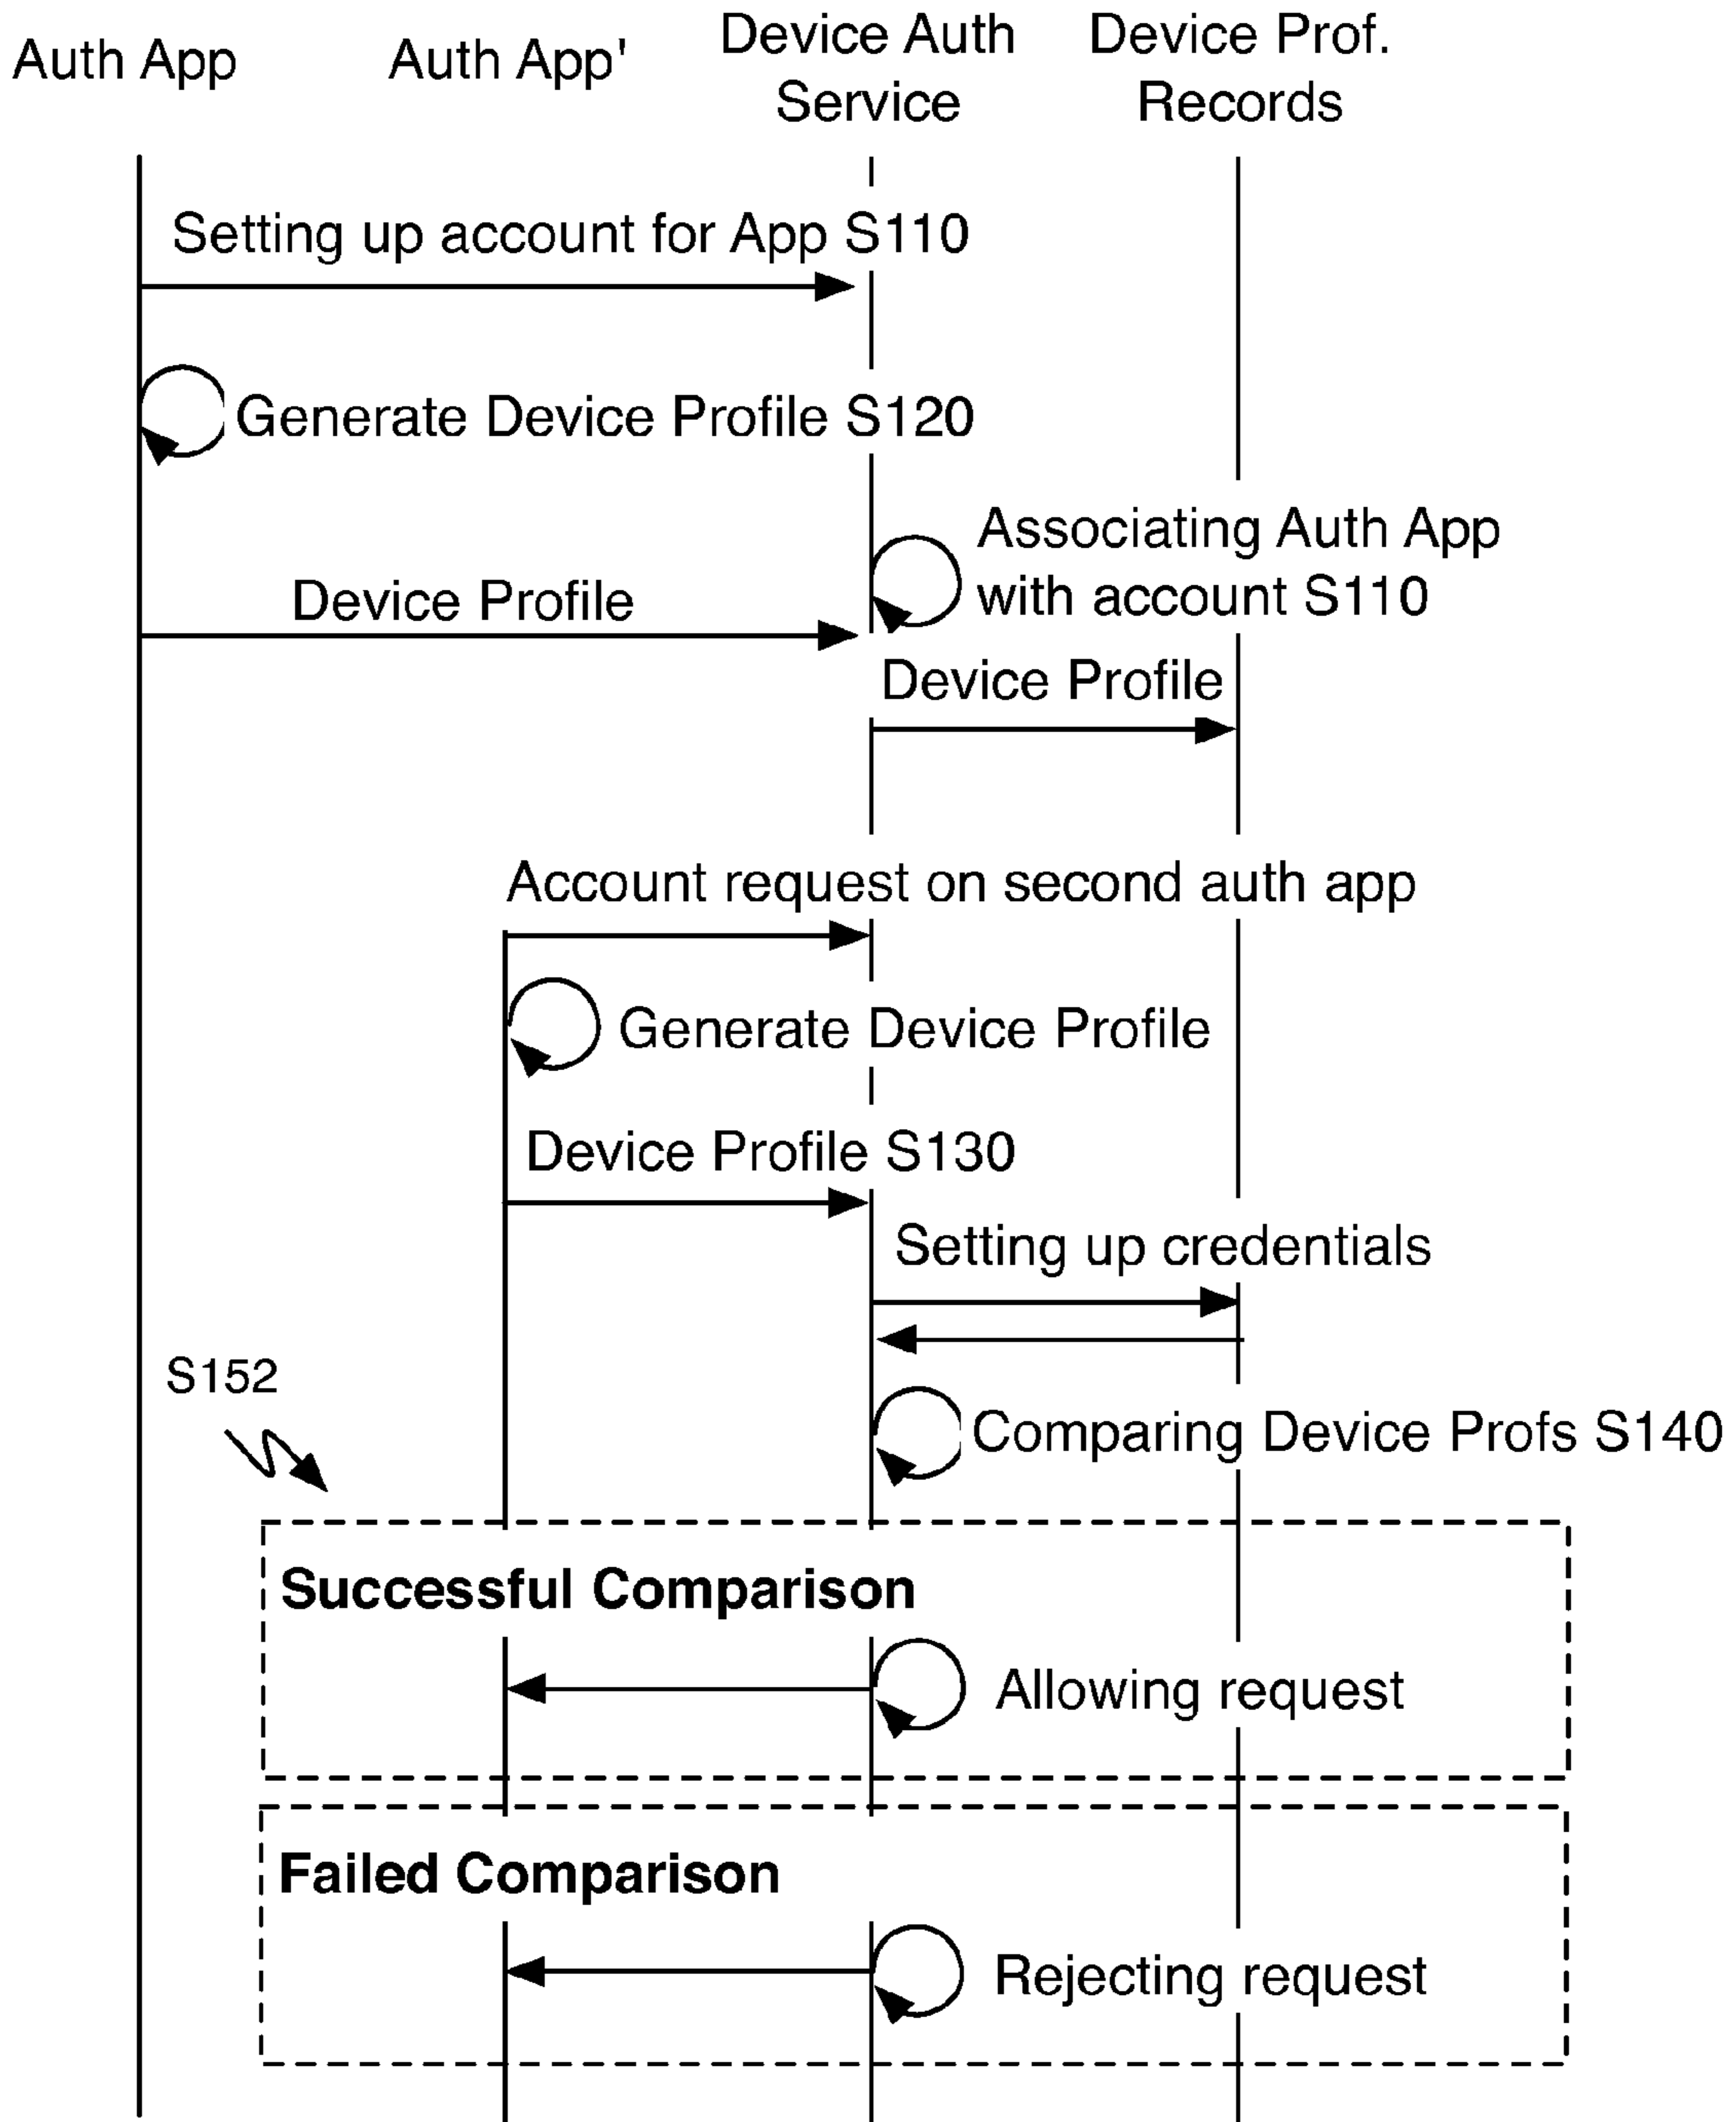 Auth App
Auth App'
Device Auth
Service
Device Prof.
Records
Setting up account for App S110
Generate Device Profile S120
Associating Auth App
with account S110
Device Profile
Device Profile
Account request on second auth app
Generate Device Profile
Device Profile S130
Setting up credentials
S152
Comparing Device Profs S140
Successful Comparison
Allowing request
Failed Comparison
Rejecting request